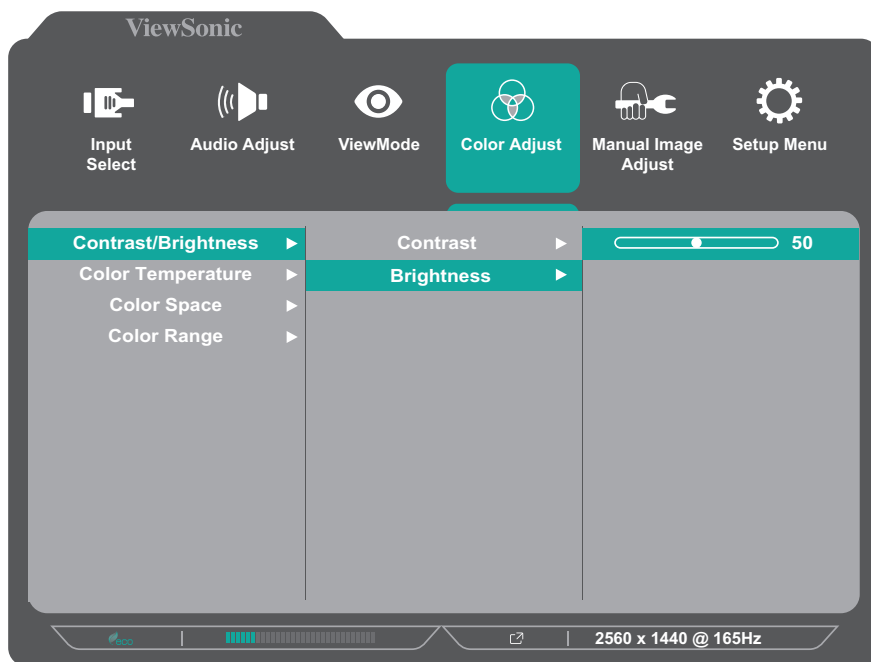 ViewSonic
Input Select
Audio Adjust
ViewMode
Color Adjust
Manual Image Adjust
Setup Menu
Contrast/Brightness
Contrast
50
Color Temperature
Brightness
Color Space
Color Range
eco
2560 x 1440 @ 165Hz